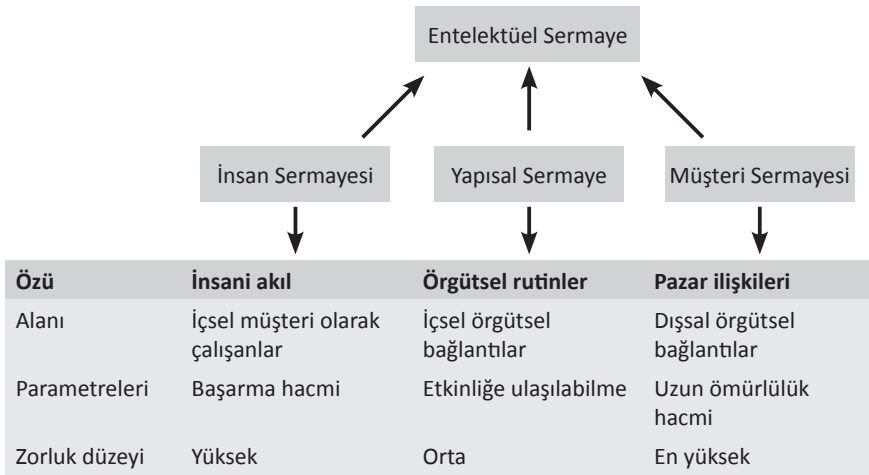 Entelektüel Sermaye
İnsan Sermayesi
Yapısal Sermaye
Müşteri Sermayesi
Özü İnsani akıl Örgütsel rutinler Pazar ilişkileri
Alanı İçsel müşteri olarak İçsel örgütsel Dışsal örgütsel
çalışanlar bağlantılar bağlantılar
Parametreleri Başarma hacmi Etkinliğe ulaşılabilme Uzun ömürlülük
hacmi
Zorluk düzeyi Yüksek Orta En yüksek